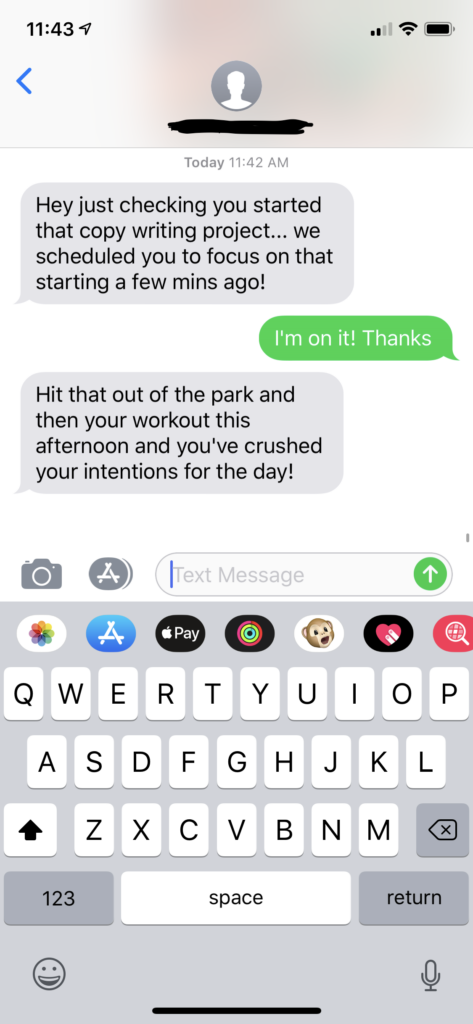 11:43
Today 11:42 AM
Hey just checking you started
that copy writing project... we
scheduled you to focus on that
starting a few mins ago!
I'm on it! Thanks
Hit that out of the park and
then your workout this
afternoon and you've crushed
your intentions for the day!
Text Message
Pay
Q W E R T Y U I O P
A S D F G H J K L
Z X C V B N M
123 space return